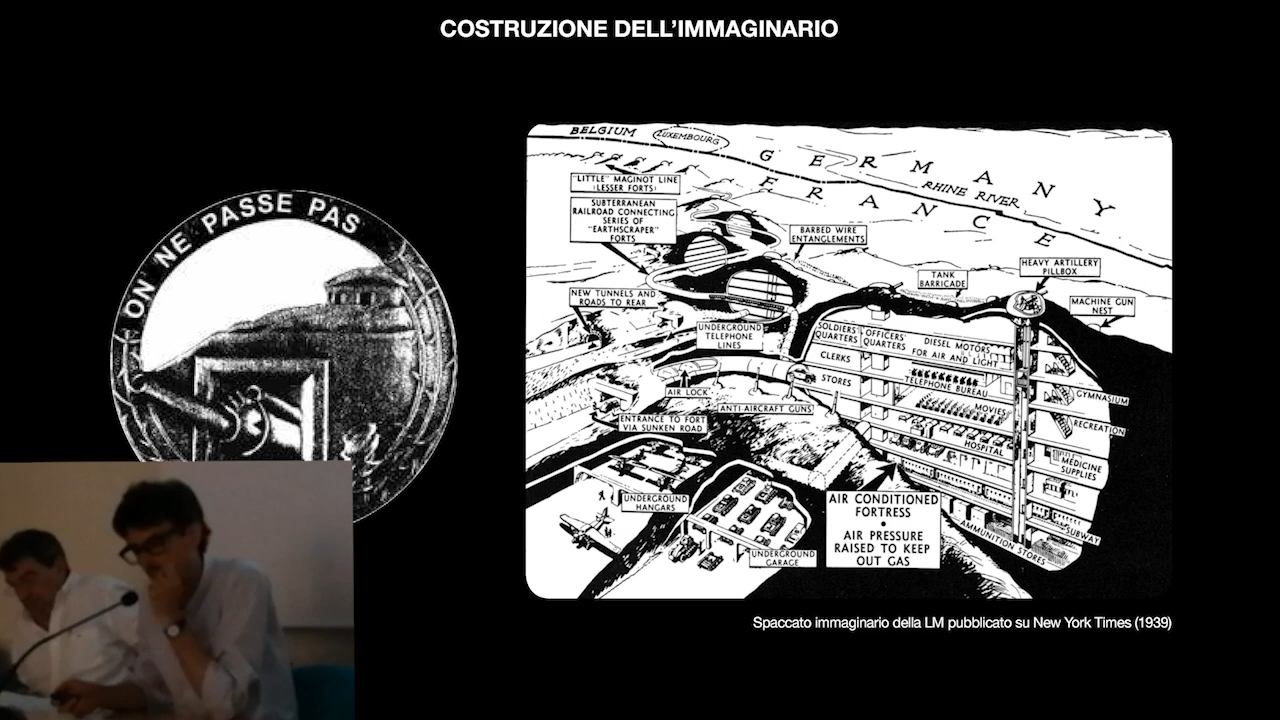 COSTRUZIONE DELL'IMMAGINARIO
ON NE PASSE PAS
BELGIUM
LUXEMBOURG
GERMANY
RHINE RIVER
FRANCE
"LITTLE" MAGINOT LINE
(LESSER FORTS)
SUBTERRANEAN
RAILROAD CONNECTING
SERIES OF
"EARTHSCRAPER"
FORTS
BARBED WIRE
ENTANGLEMENTS
TANK
BARRICADE
HEAVY ARTILLERY
PILLBOX
MACHINE GUN
NEST
NEW TUNNELS AND
ROADS TO REAR
UNDERGROUND
TELEPHONE
LINES
SOLDIERS'
QUARTERS
OFFICERS'
QUARTERS
DIESEL MOTORS
FOR AIR AND LIGHT
CLERKS
STORES
TELEPHONE BUREAU
MOVIES
HOSPITAL
GYMNASIUM
RECREATION
MEDICINE
SUPPLIES
SUBWAY
AMMUNITION STORES
AIR LOCK
ANTI AIRCRAFT GUNS
ENTRANCE TO FORT
VIA SUNKEN ROAD
UNDERGROUND
HANGARS
UNDERGROUND
GARAGE
AIR CONDITIONED
FORTRESS
•
AIR PRESSURE
RAISED TO KEEP
OUT GAS
Spaccato immaginario della LM pubblicato su New York Times (1939)